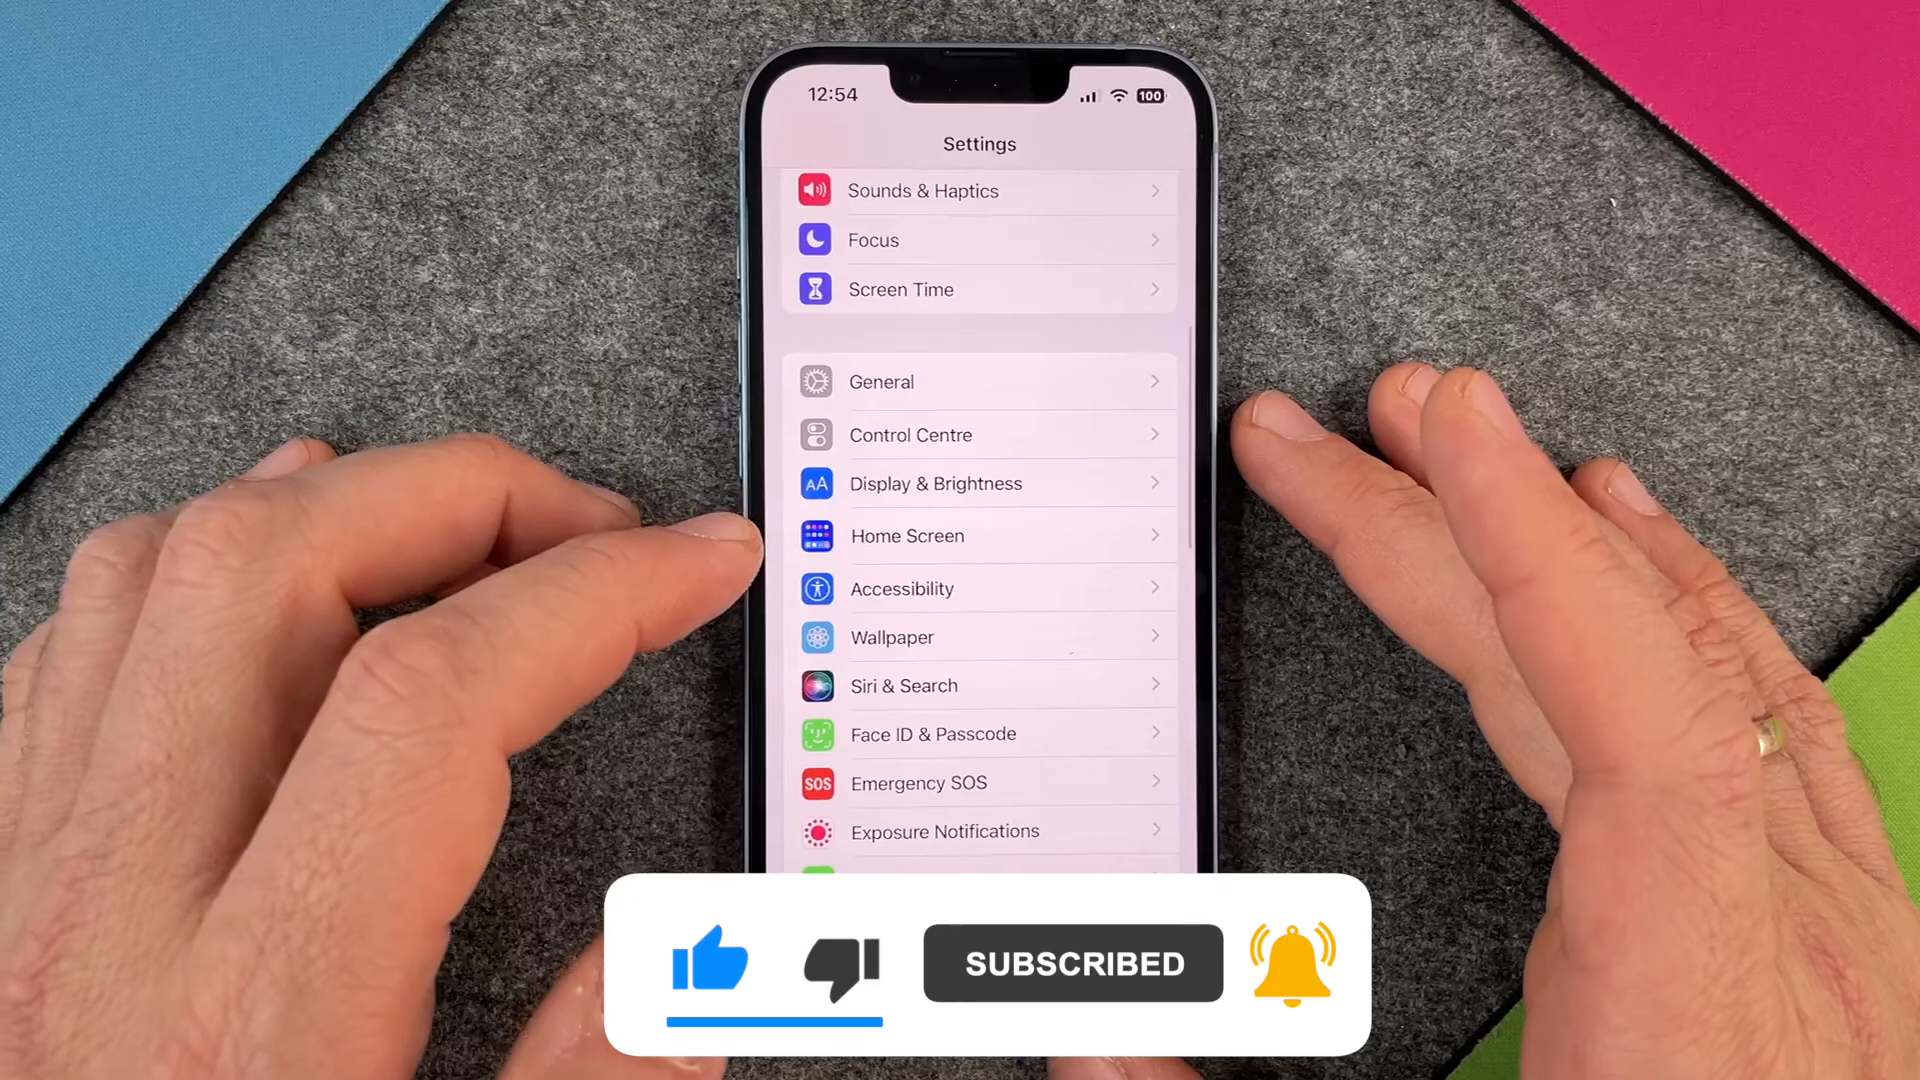 12:54
100
Settings
Sounds & Haptics
Focus
Screen Time
General
Control Centre
AA Display & Brightness
Home Screen
Accessibility
Wallpaper
Siri & Search
Face ID & Passcode
SOS Emergency SOS
Exposure Notifications
SUBSCRIBED